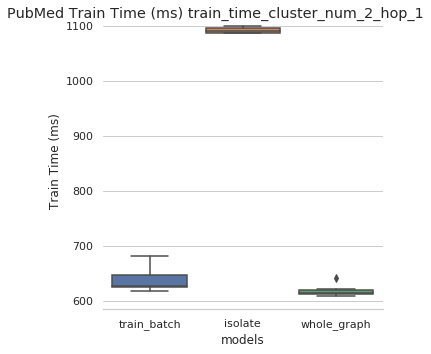 PubMed Train Time (ms) train_time_cluster_num_2_hop_1
1100
1000
900
800
700
600
Train Time (ms)
train_batch isolate whole_graph
models